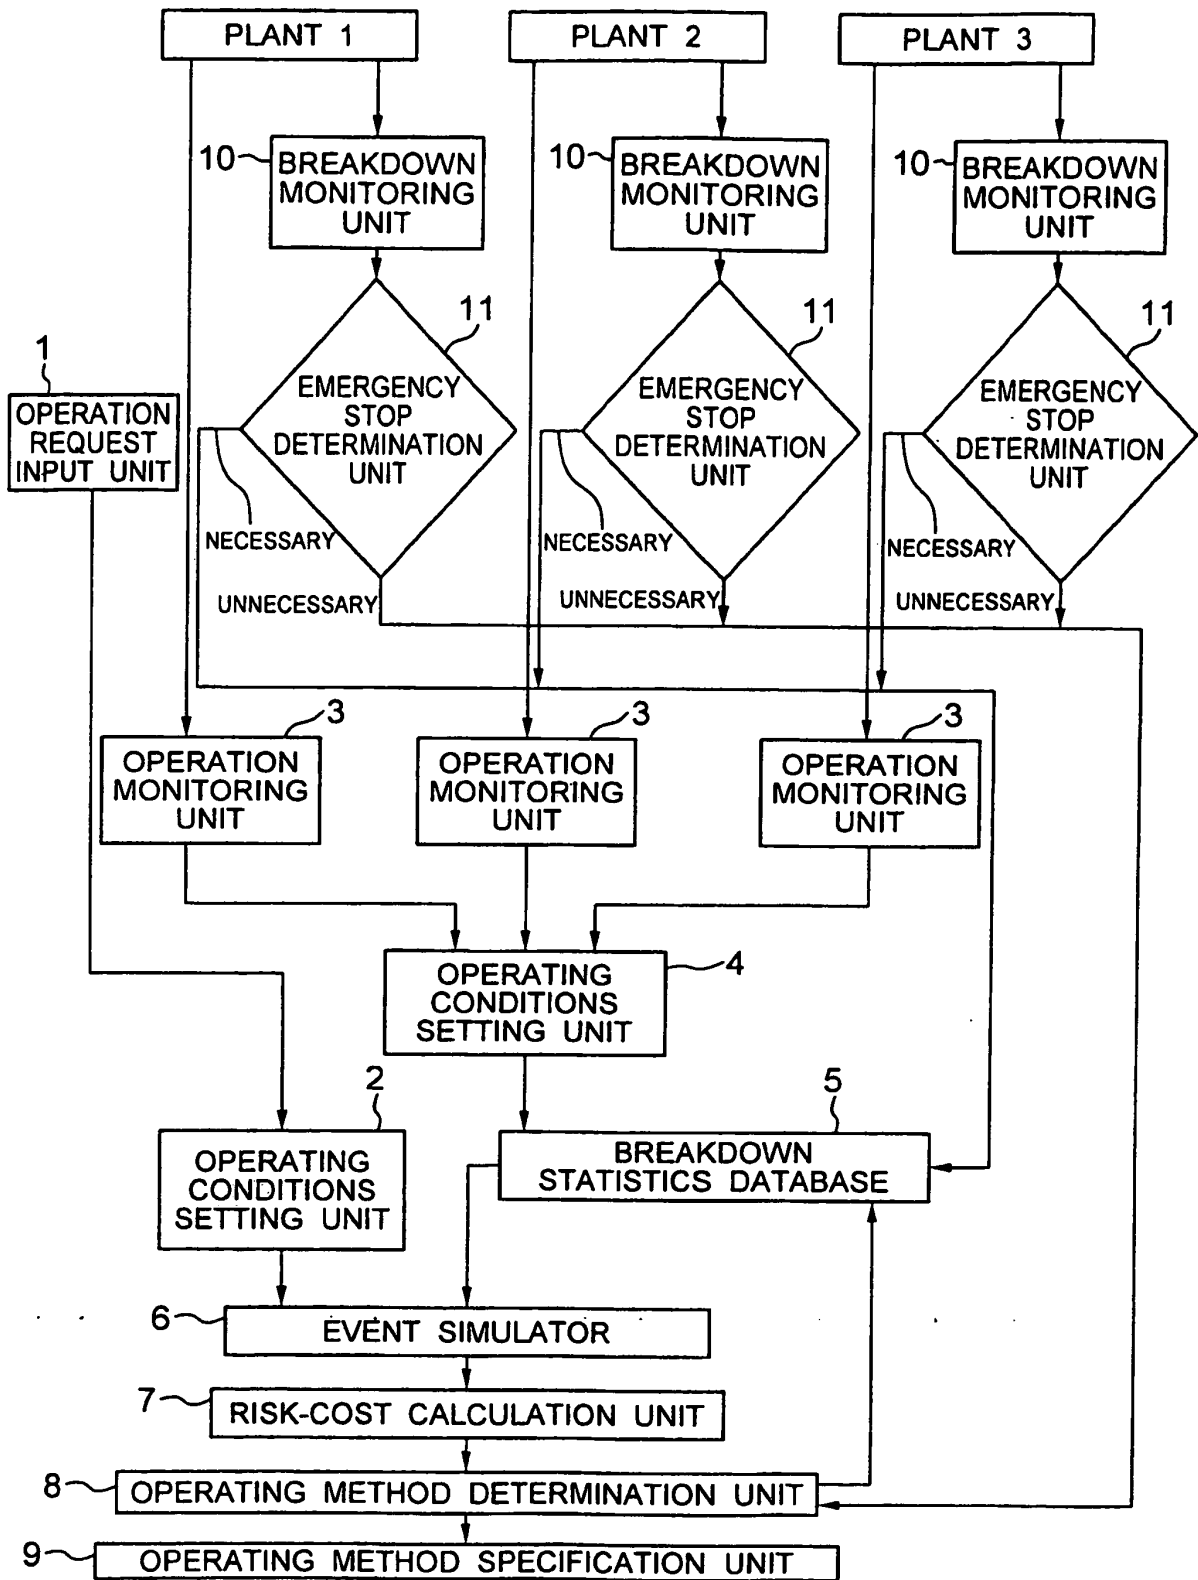 PLANT 1
PLANT 2
PLANT 3
10
BREAKDOWN
MONITORING
UNIT
10
BREAKDOWN
MONITORING
UNIT
10
BREAKDOWN
MONITORING
UNIT
11
EMERGENCY
STOP
DETERMINATION
UNIT
11
EMERGENCY
STOP
DETERMINATION
UNIT
11
EMERGENCY
STOP
DETERMINATION
UNIT
1
OPERATION
REQUEST
INPUT UNIT
NECESSARY
NECESSARY
NECESSARY
UNNECESSARY
UNNECESSARY
UNNECESSARY
3
OPERATION
MONITORING
UNIT
3
OPERATION
MONITORING
UNIT
3
OPERATION
MONITORING
UNIT
4
OPERATING
CONDITIONS
SETTING UNIT
2
OPERATING
CONDITIONS
SETTING UNIT
5
BREAKDOWN
STATISTICS DATABASE
6
EVENT SIMULATOR
7
RISK-COST CALCULATION UNIT
8
OPERATING METHOD DETERMINATION UNIT
9
OPERATING METHOD SPECIFICATION UNIT